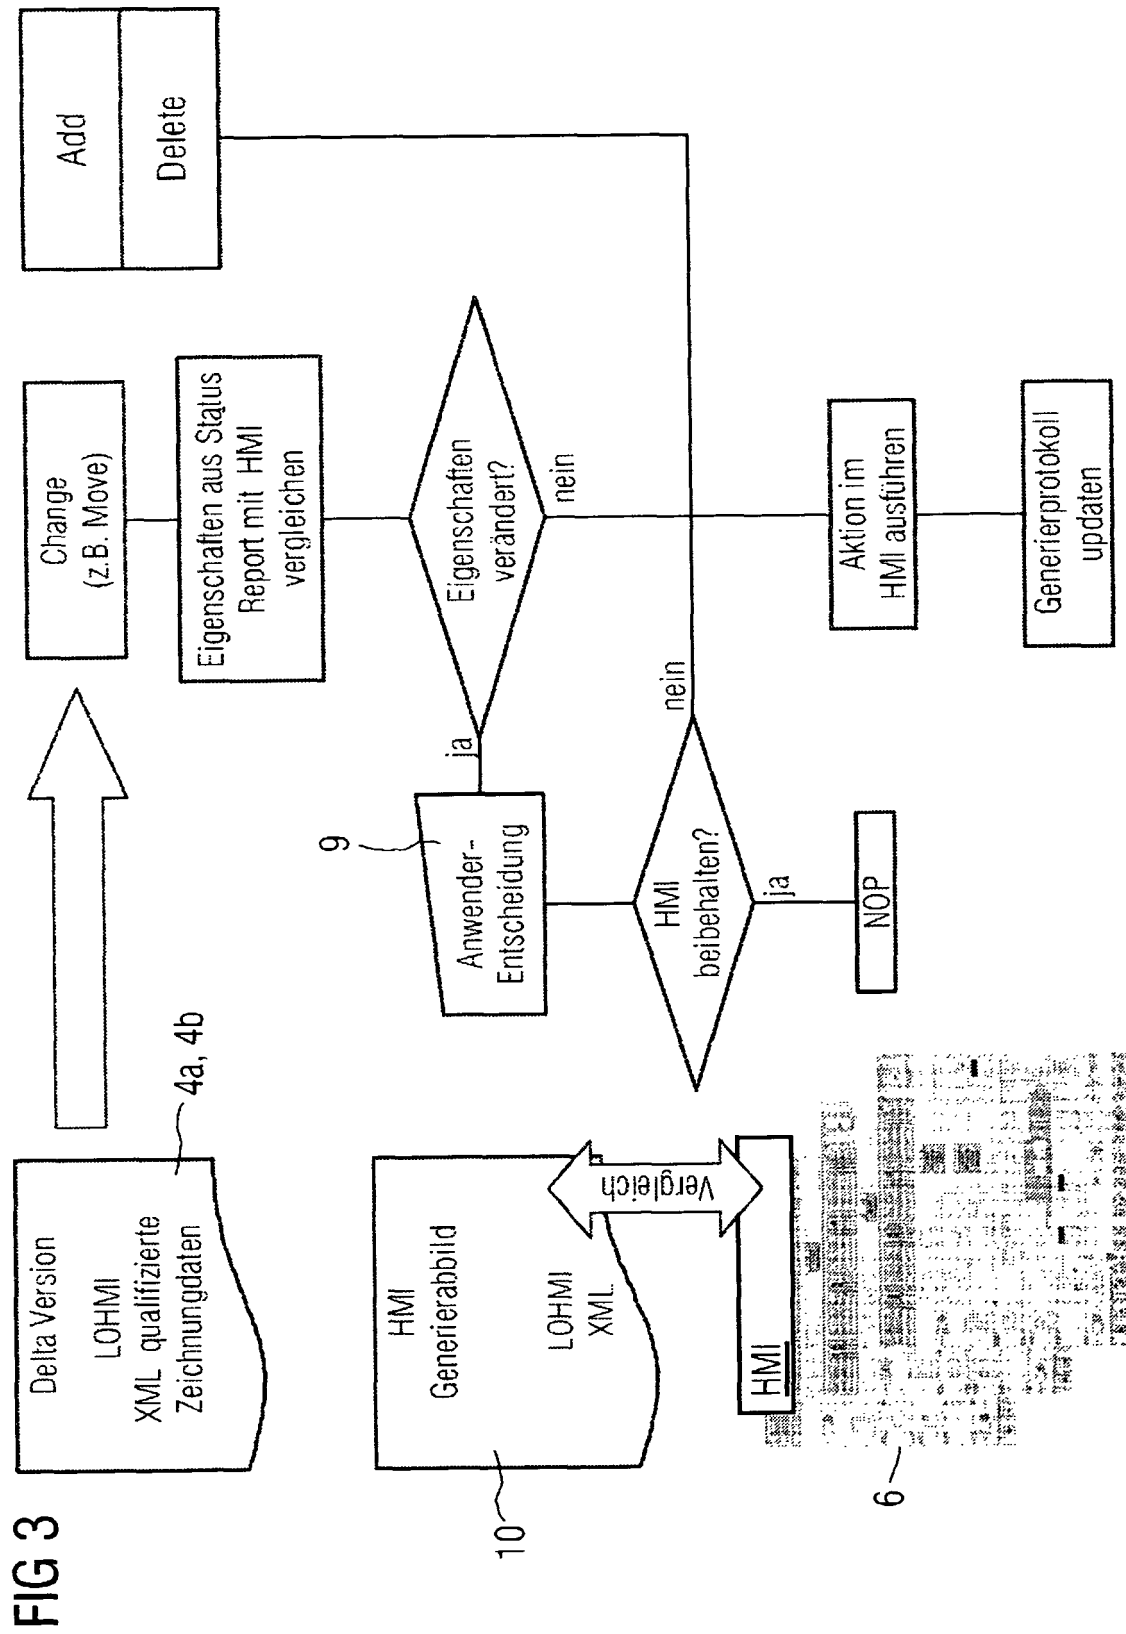 FIG 3
Delta Version
LOHMI
XML qualifizierte
Zeichnungdaten
4a, 4b
Change
(z.B. Move)
Add
Delete
Eigenschaften aus Status
Report mit HMI
vergleichen
Eigenschaften
verändert?
ja
nein
9
Anwender-
Entscheidung
HMI
beibehalten?
nein
ja
NOP
Aktion im
HMI ausführen
Generierprotokoll
updaten
HMI
Generierabbild
LOHMI
XML
10
Vergleich
HMI
6